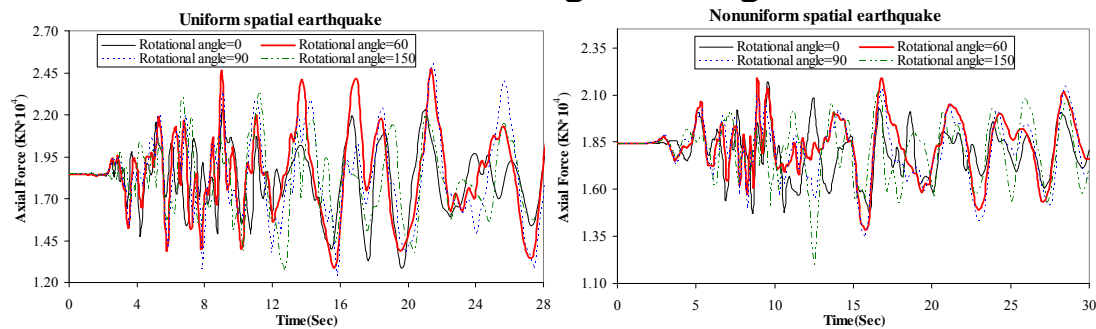 Uniform spatial earthquake
Rotational angle=0
Rotational angle=60
Rotational angle=90
Rotational angle=150
Axial Force (KN*10^4)
2.70
2.45
2.20
1.95
1.70
1.45
1.20
0 4 8 12 16 20 24 28
Time(Sec)
Nonuniform spatial earthquake
Rotational angle=0
Rotational angle=60
Rotational angle=90
Rotational angle=150
Axial Force (KN*10^4)
2.35
2.10
1.85
1.60
1.35
1.10
0 5 10 15 20 25 30
Time(Sec)